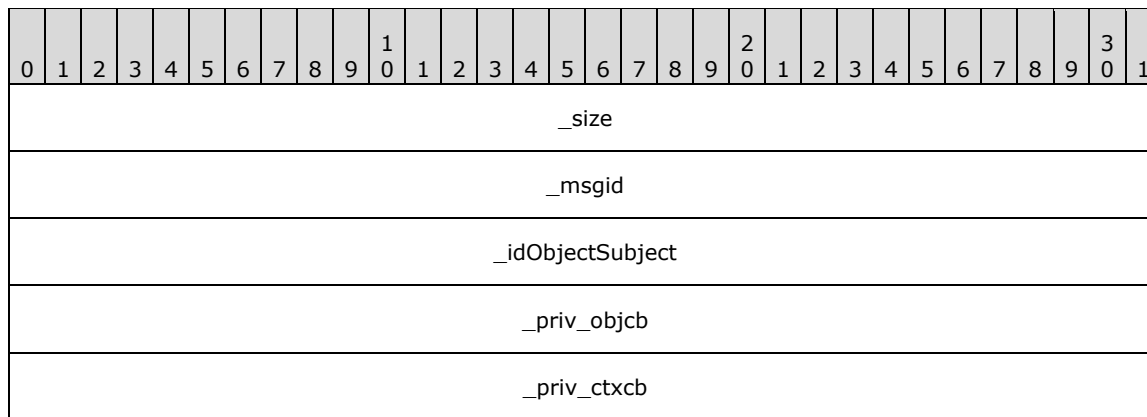 1 2 3
0 1 2 3 4 5 6 7 8 9 0 1 2 3 4 5 6 7 8 9 0 1 2 3 4 5 6 7 8 9 0 1
_size
_msgid
_idObjectSubject
_priv_objcb
_priv_ctxcb